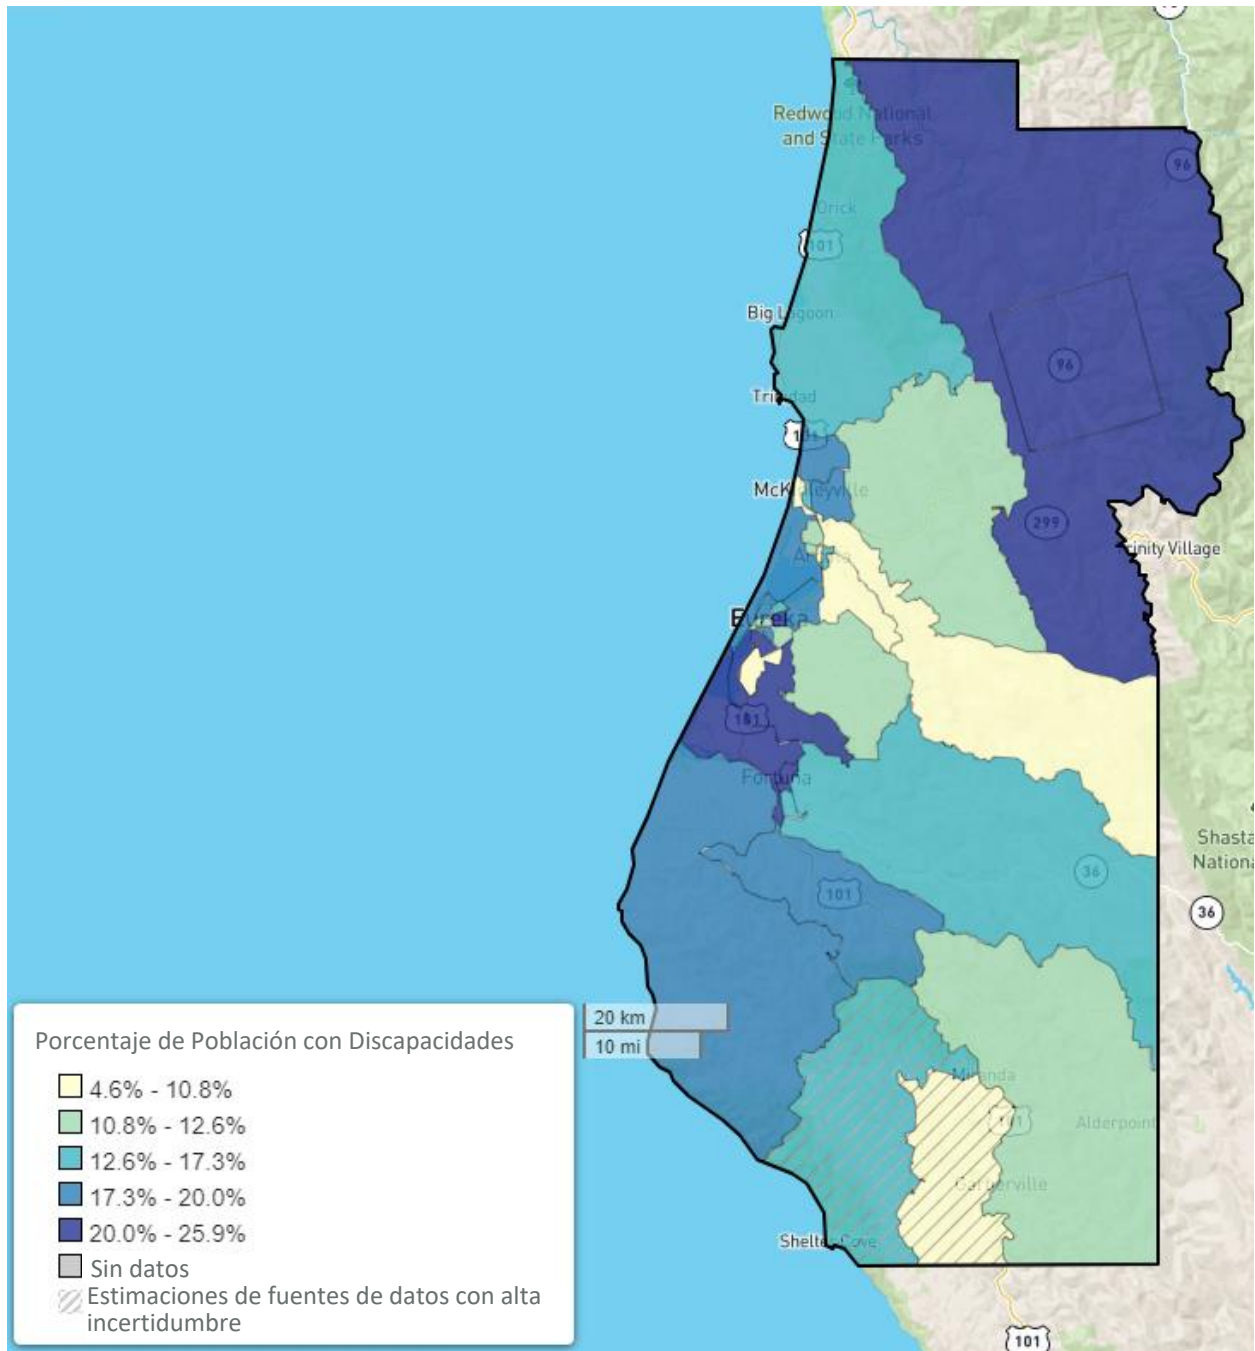 Redwood National
and State Parks
96
Orick
101
Big Lagoon
96
Trinidad
101
McKinleyville
299
Trinity Village
Arcata
Eureka
101
Fortuna
Shasta
Nationa
36
101
36
20 km
10 mi
Miranda
101
Alderpoint
Garberville
Shelter Cove
101
Porcentaje de Población con Discapacidades
4.6% - 10.8%
10.8% - 12.6%
12.6% - 17.3%
17.3% - 20.0%
20.0% - 25.9%
Sin datos
Estimaciones de fuentes de datos con alta
incertidumbre